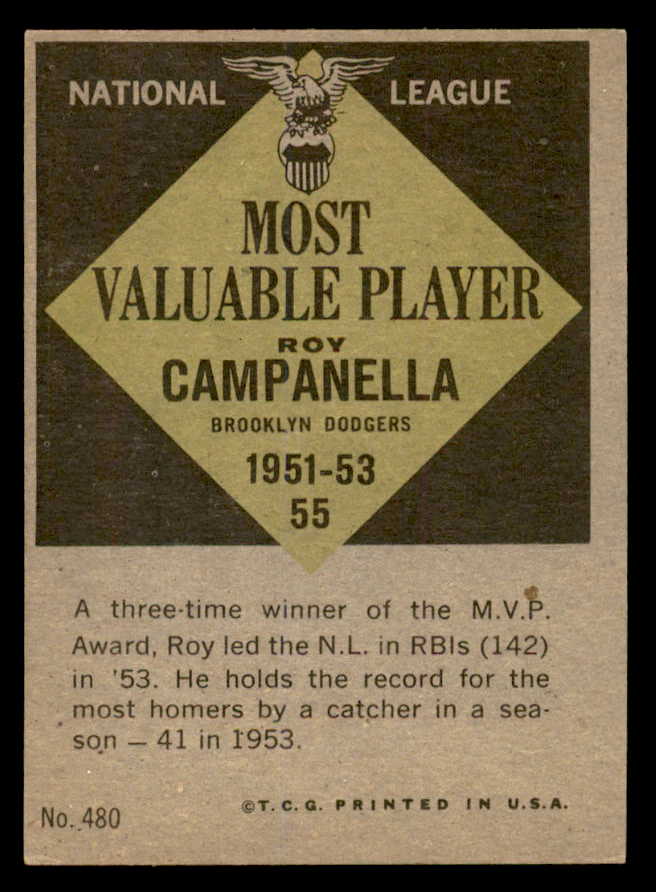 NATIONAL LEAGUE
MOST
VALUABLE PLAYER
ROY
CAMPANELLA
BROOKLYN DODGERS
1951-53
55
A three-time winner of the M.V.P.
Award, Roy led the N.L. in RBIs (142)
in '53. He holds the record for the
most homers by a catcher in a sea-
son — 41 in 1953.
No. 480
©T.C.G. PRINTED IN U.S.A.